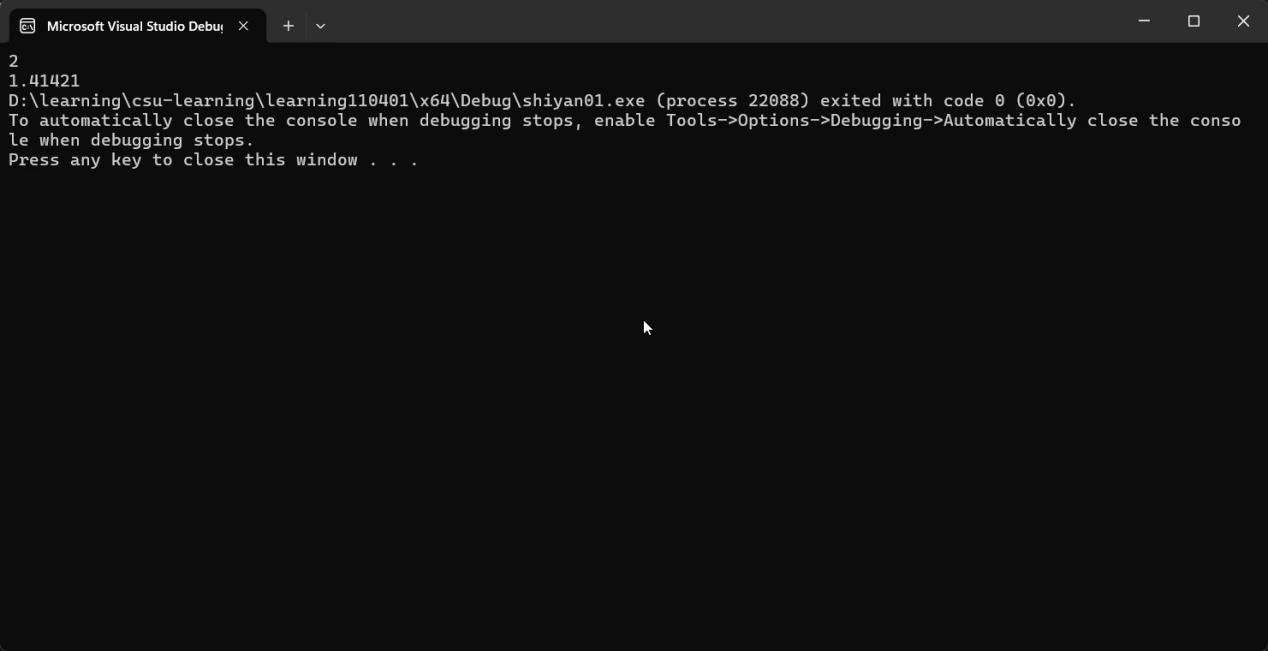 Microsoft Visual Studio Debu
2
1.41421
D:\learning\csu-learning\learning110401\x64\Debug\shiyan01.exe (process 22088) exited with code 0 (0x0).
To automatically close the console when debugging stops, enable Tools->Options->Debugging->Automatically close the conso
le when debugging stops.
Press any key to close this window . . .